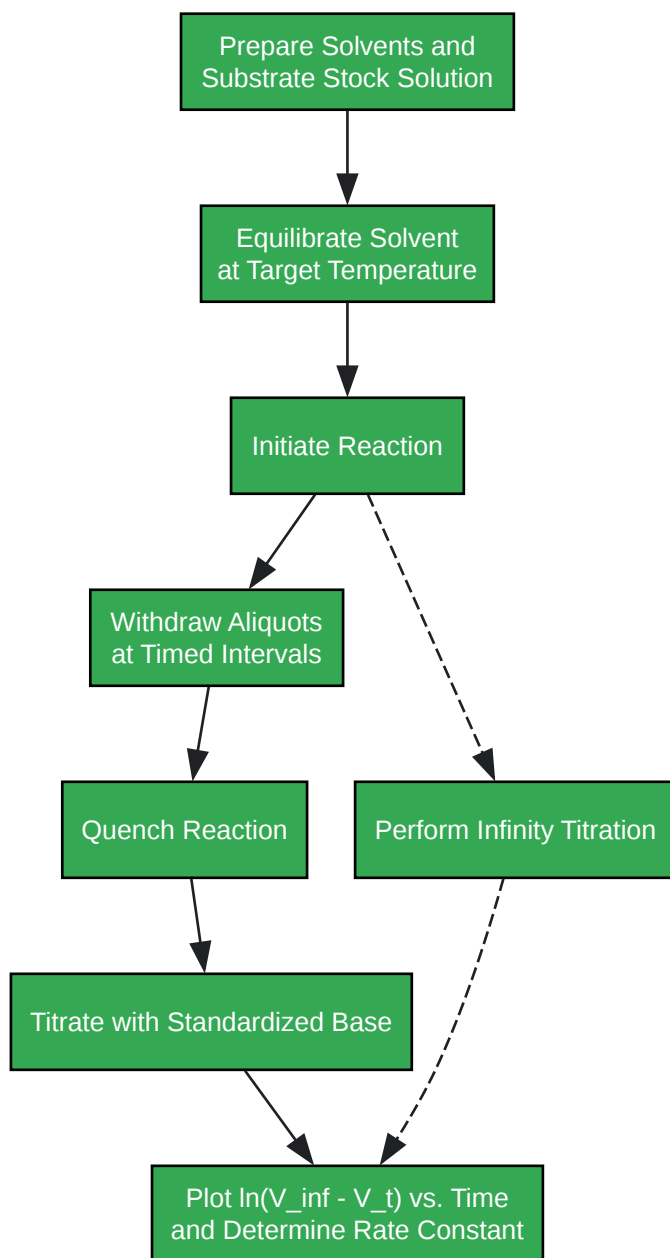 Prepare Solvents and
Substrate Stock Solution
Equilibrate Solvent
at Target Temperature
Initiate Reaction
Withdraw Aliquots
at Timed Intervals
Quench Reaction
Perform Infinity Titration
Titrate with Standardized Base
Plot ln(V_inf - V_t) vs. Time
and Determine Rate Constant